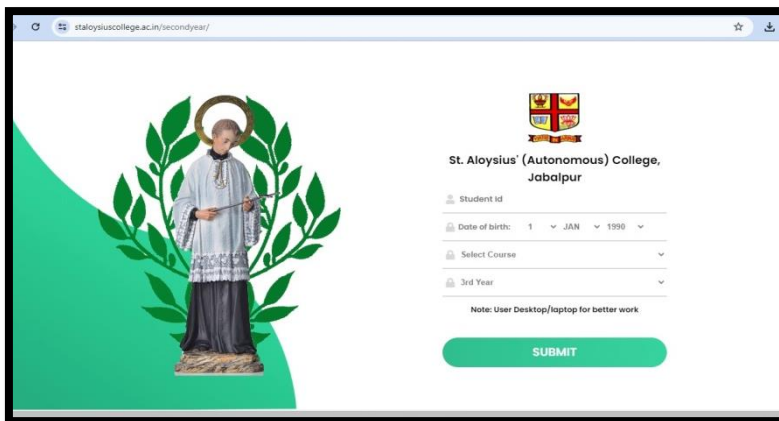 staloysiuscollege.ac.in/secondyear/
St. Aloysius' (Autonomous) College,
Jabalpur
Student Id
Date of birth: 1 JAN 1990
Select Course
3rd Year
Note: User Desktop/laptop for better work
SUBMIT